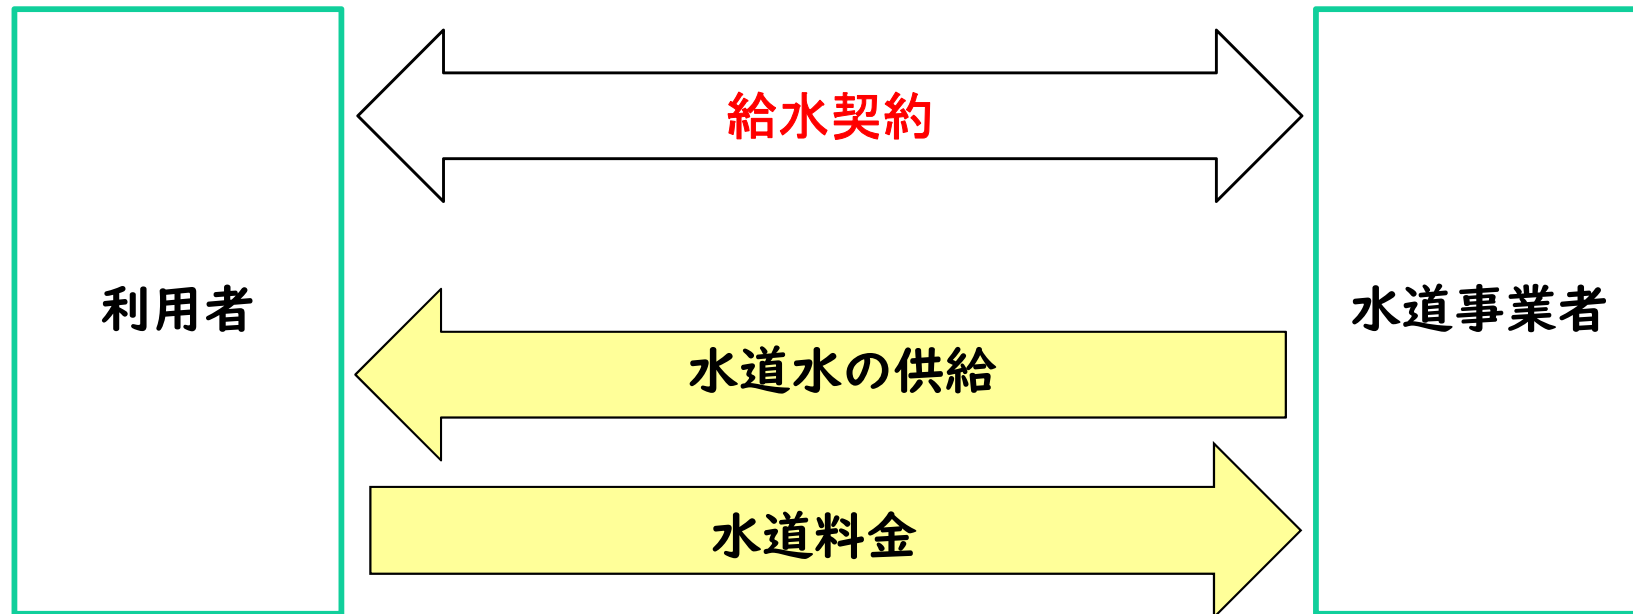 給水契約
利用者
水道事業者
水道水の供給
水道料金